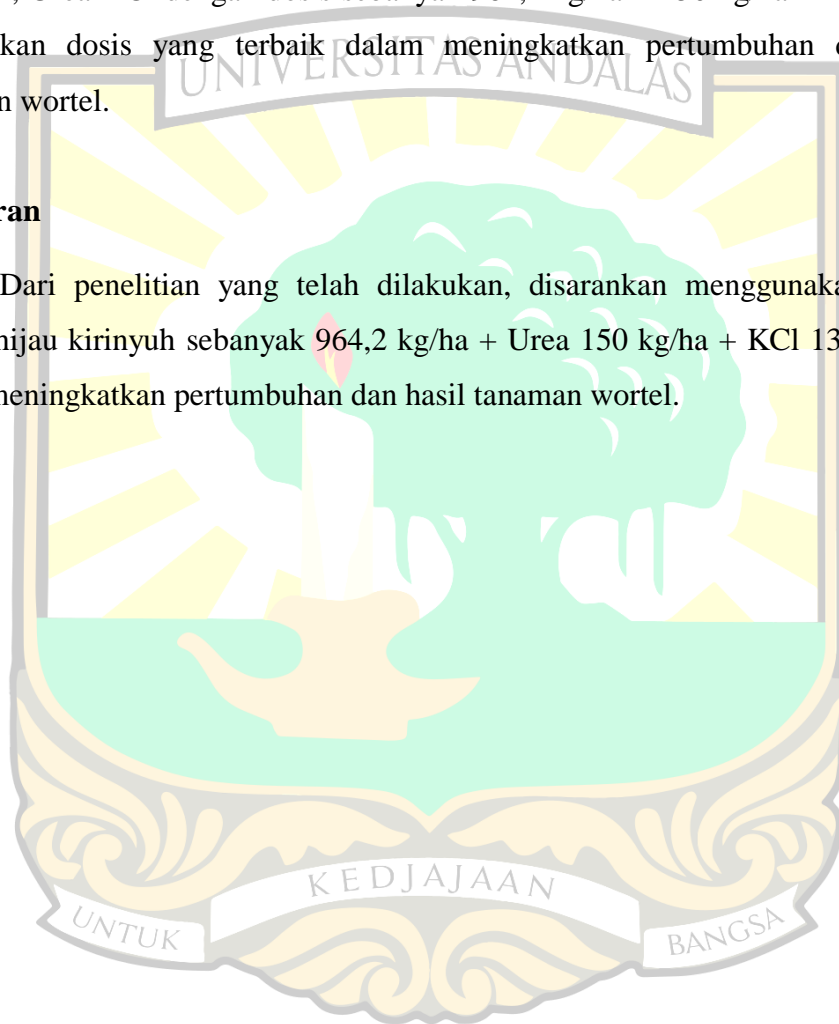 kan dosis yang terbaik dalam meningkatkan pertumbuhan
UNIVERSITAS ANDALAS
n wortel.
ran
Dari penelitian yang telah dilakukan, disarankan menggunaka
hijau kirinyuh sebanyak 964,2 kg/ha + Urea 150 kg/ha + KCl 13
meningkatkan pertumbuhan dan hasil tanaman wortel.
KEDJAJAAN
UNTUK
BANGSA